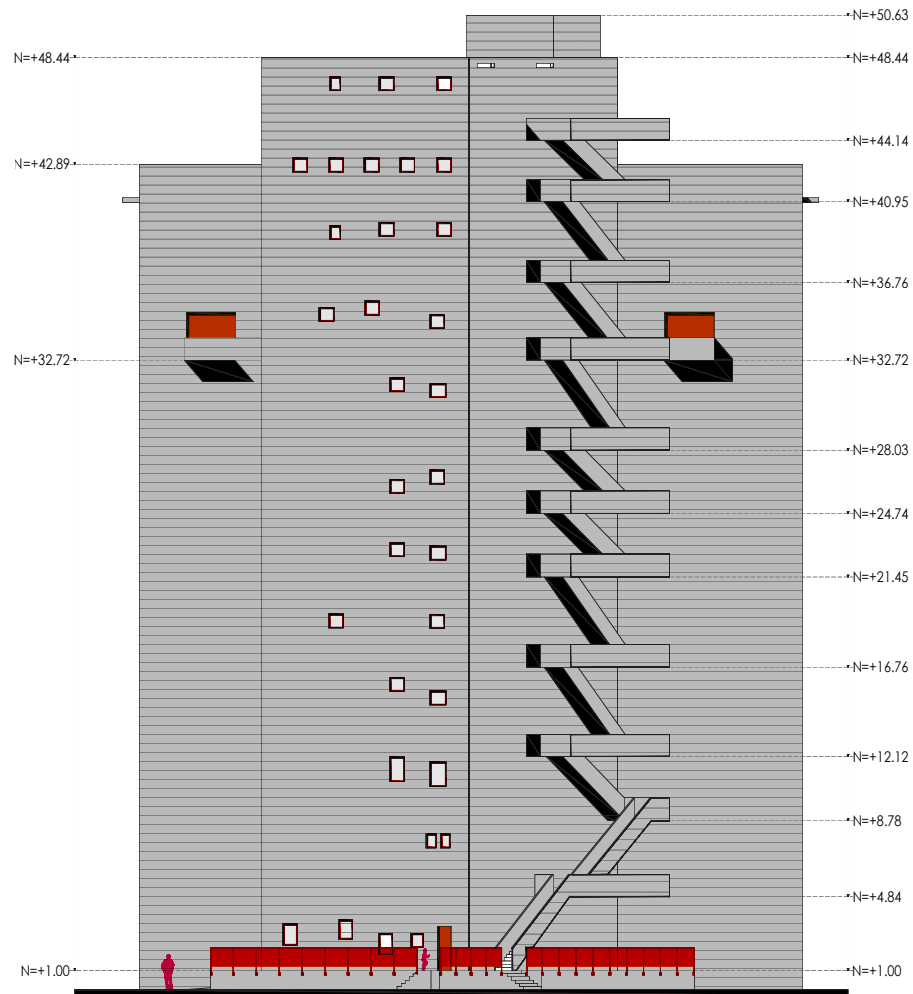 N=+50.63
N=+48.44
N=+48.44
N=+44.14
N=+42.89
N=+40.95
N=+36.76
N=+32.72
N=+32.72
N=+28.03
N=+24.74
N=+21.45
N=+16.76
N=+12.12
N=+8.78
N=+4.84
N=+1.00
N=+1.00